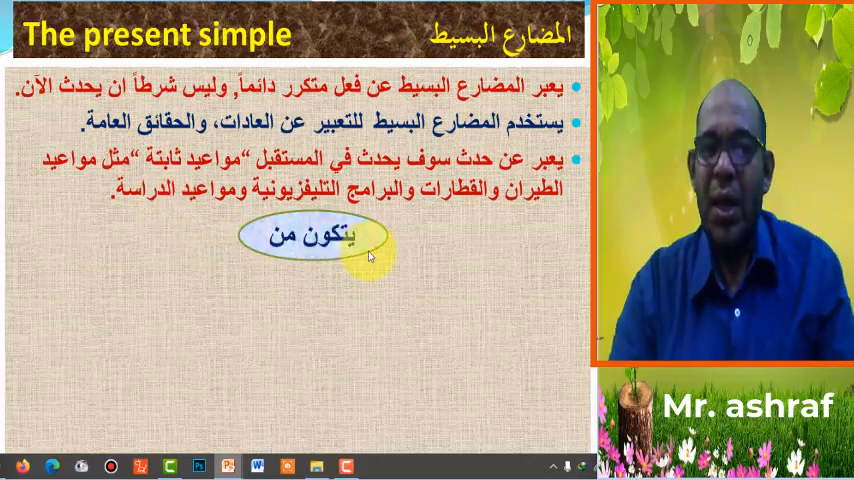 The present simple المضارع البسيط
يعبر المضارع البسيط عن فعل متكرر دائماً, وليس شرطاً ان يحدث الآن.
يستخدم المضارع البسيط للتعبير عن العادات، والحقائق العامة.
يعبر عن حدث سوف يحدث في المستقبل “مواعيد ثابتة “مثل مواعيد
الطيران والقطارات والبرامج التليفزيونية ومواعيد الدراسة.
يتكون من
Mr. ashraf